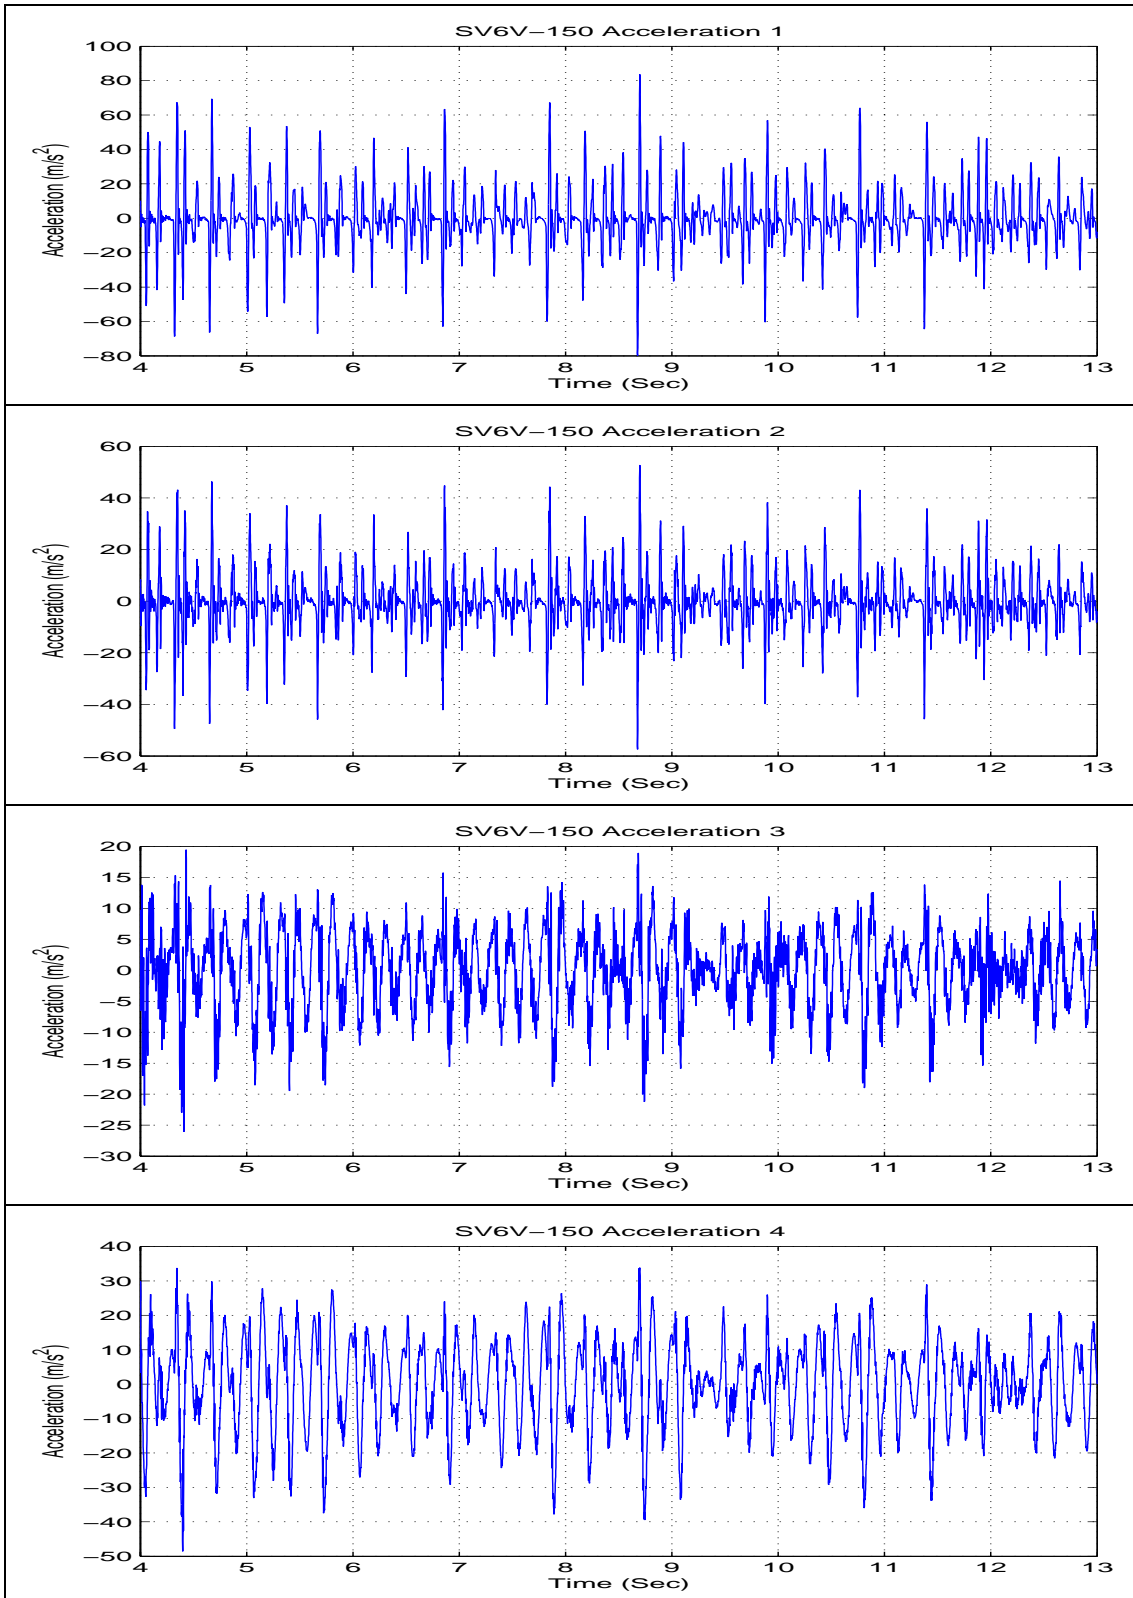 SV6V−150 Acceleration 1
100
80
60
40
20
0
−20
−40
−60
−80
Acceleration (m/s²)
4 5 6 7 8 9 10 11 12 13
Time (Sec)
SV6V−150 Acceleration 2
60
40
20
0
−20
−40
−60
Acceleration (m/s²)
4 5 6 7 8 9 10 11 12 13
Time (Sec)
SV6V−150 Acceleration 3
20
15
10
5
0
−5
−10
−15
−20
−25
−30
Acceleration (m/s²)
4 5 6 7 8 9 10 11 12 13
Time (Sec)
SV6V−150 Acceleration 4
40
30
20
10
0
−10
−20
−30
−40
−50
Acceleration (m/s²)
4 5 6 7 8 9 10 11 12 13
Time (Sec)